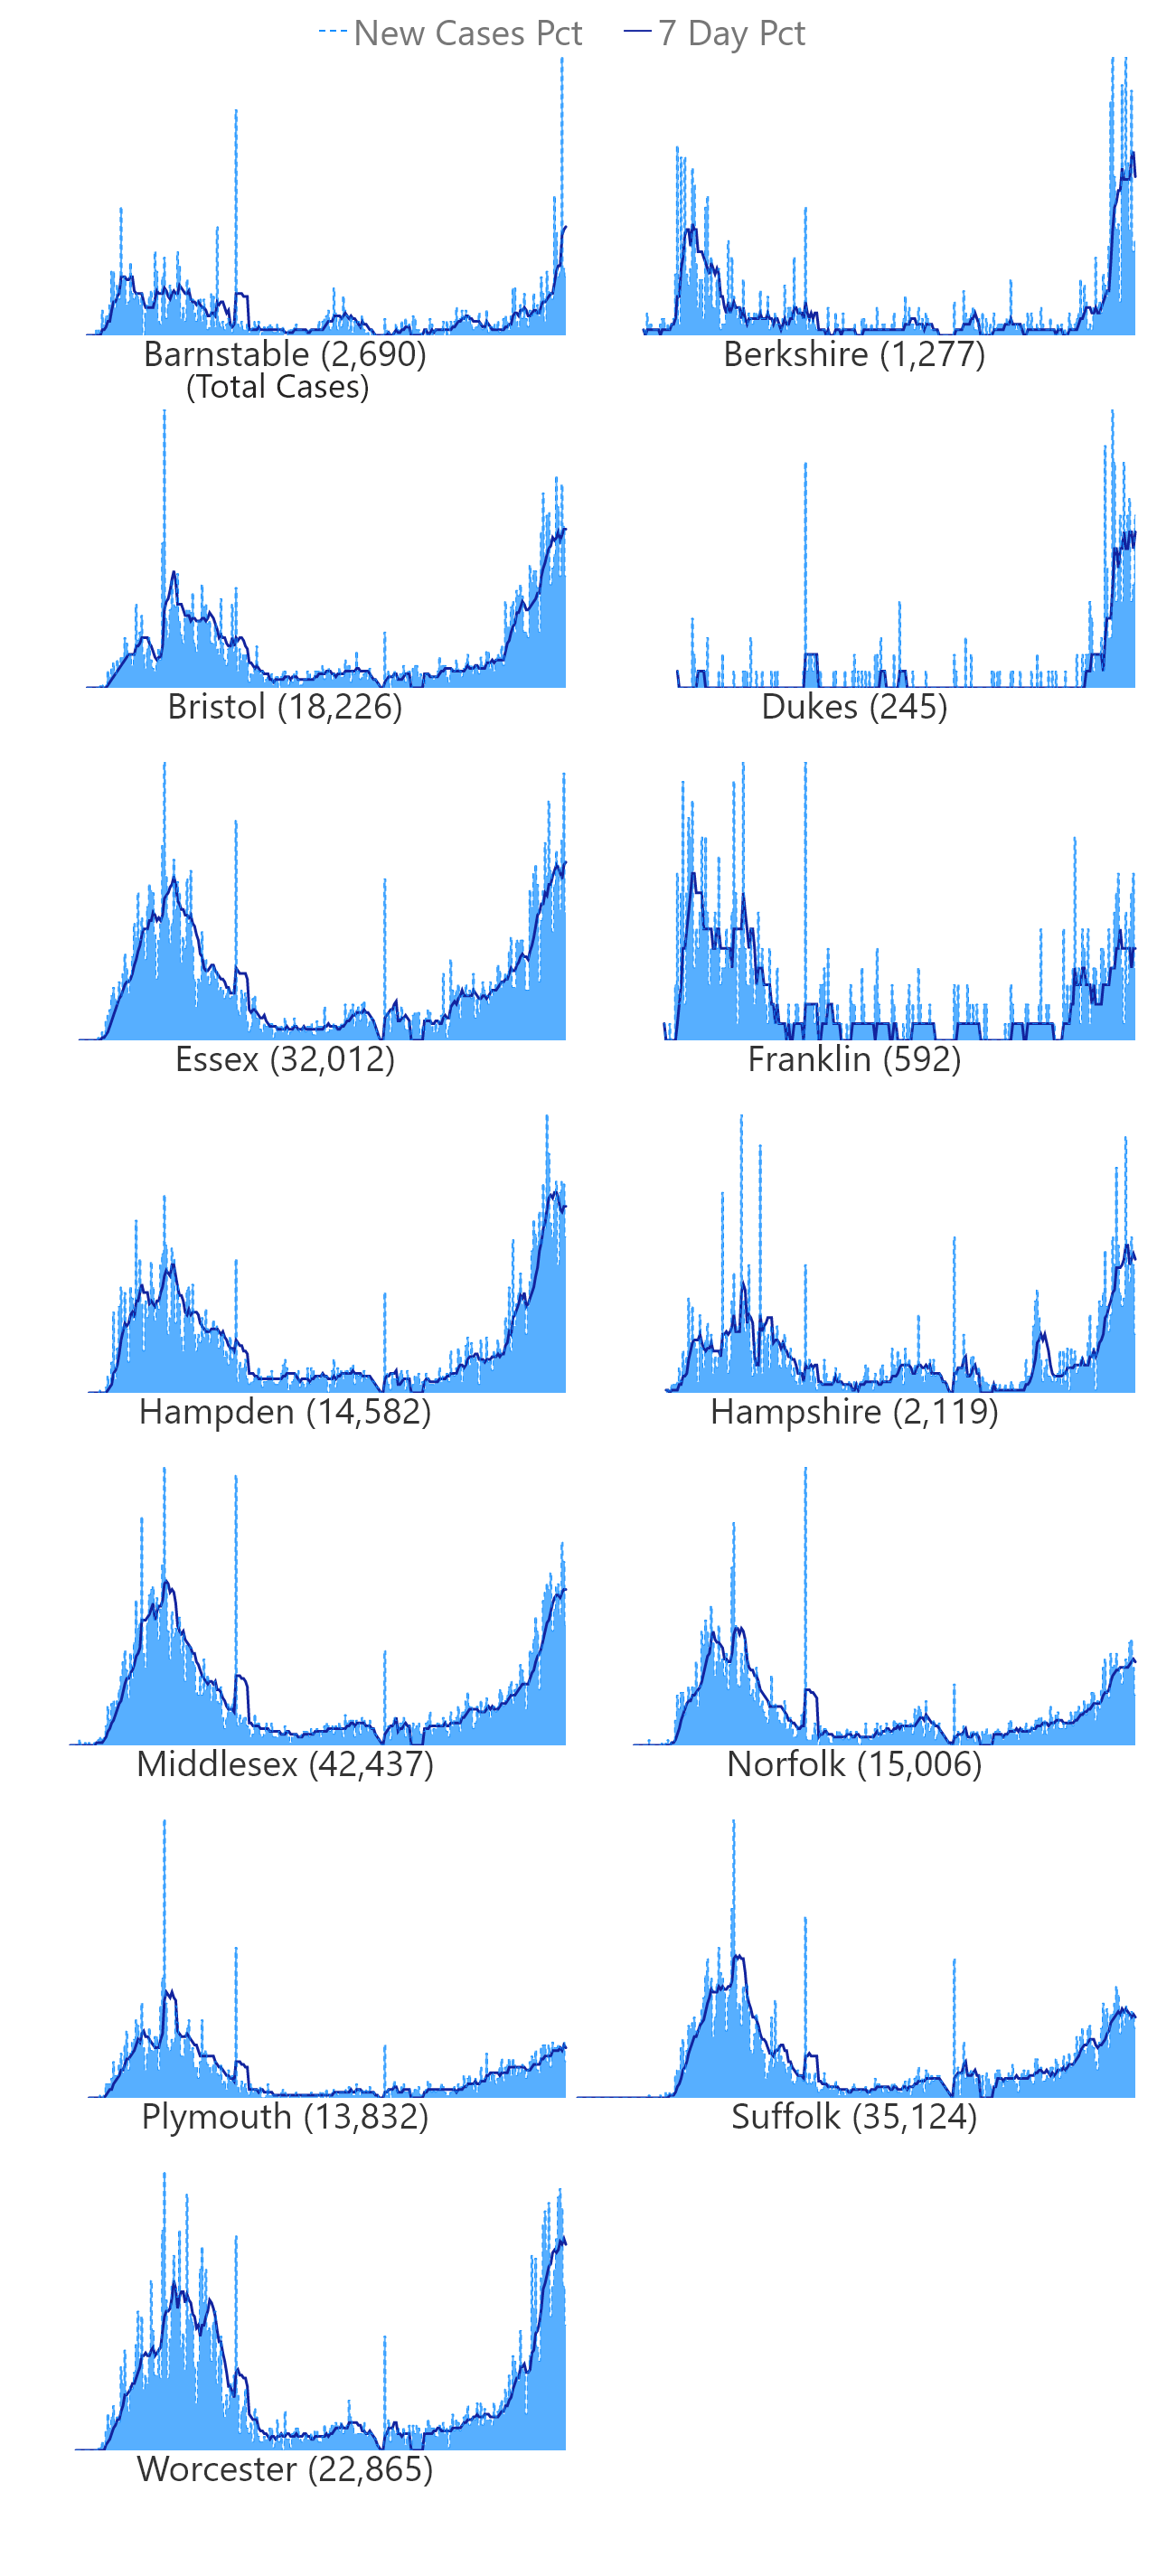 New Cases Pct 7 Day Pct
Barnstable (2,690) Berkshire (1,277)
(Total Cases)
Bristol (18,226) Dukes (245)
Essex (32,012) Franklin (592)
Hampden (14,582) Hampshire (2,119)
Middlesex (42,437) Norfolk (15,006)
Plymouth (13,832) Suffolk (35,124)
Worcester (22,865)